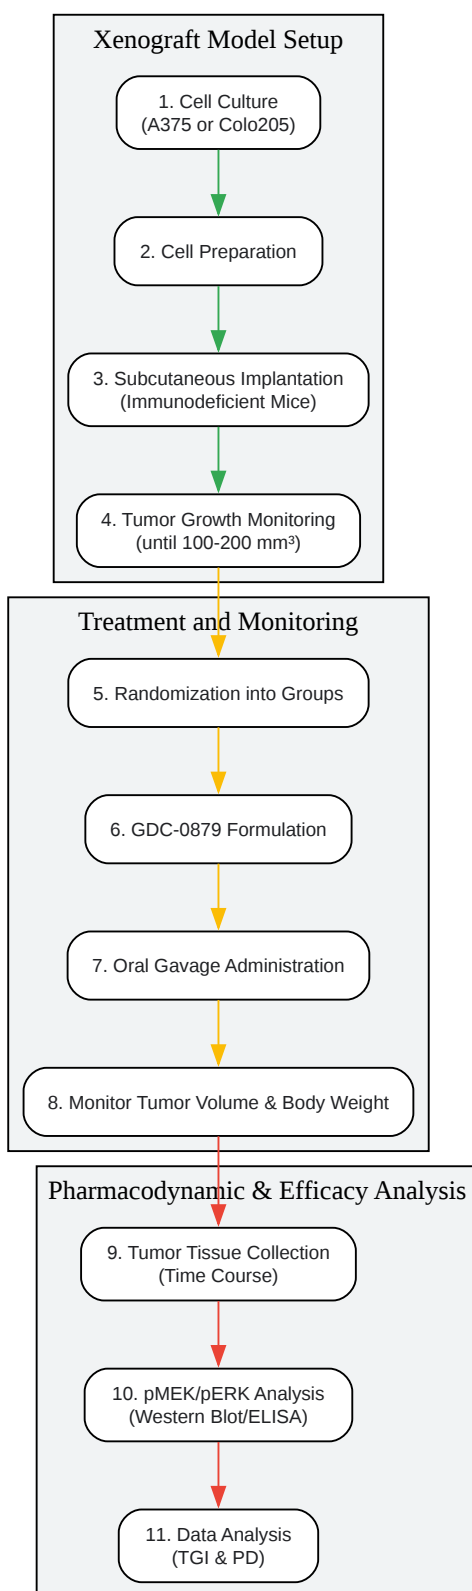 Xenograft Model Setup
1. Cell Culture
(A375 or Colo205)
2. Cell Preparation
3. Subcutaneous Implantation
(Immunodeficient Mice)
4. Tumor Growth Monitoring
(until 100-200 mm³)
Treatment and Monitoring
5. Randomization into Groups
6. GDC-0879 Formulation
7. Oral Gavage Administration
8. Monitor Tumor Volume & Body Weight
Pharmacodynamic & Efficacy Analysis
9. Tumor Tissue Collection
(Time Course)
10. pMEK/pERK Analysis
(Western Blot/ELISA)
11. Data Analysis
(TGI & PD)